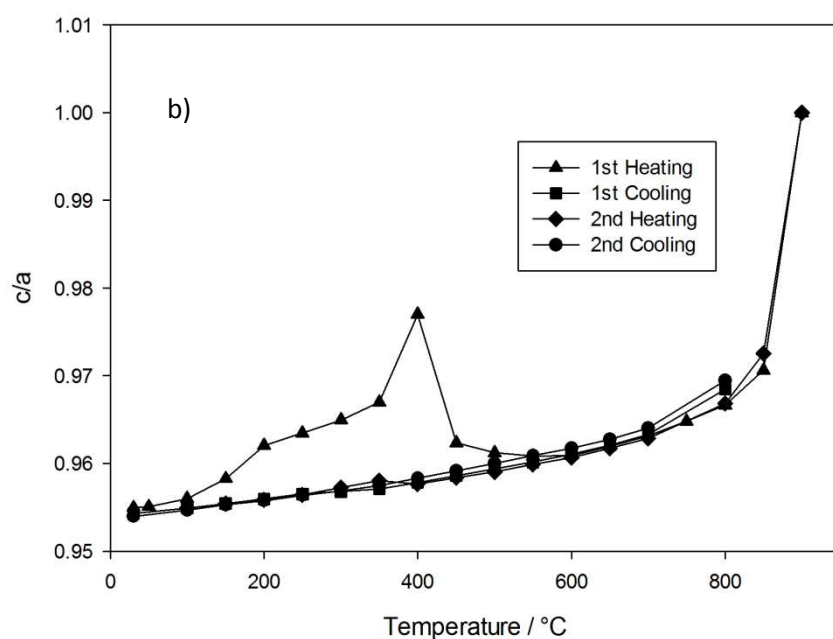 1.01
b)
1.00
1st Heating
1st Cooling
2nd Heating
2nd Cooling
0.99
0.98
c/a
0.97
0.96
0.95
0 200 400 600 800
Temperature / °C